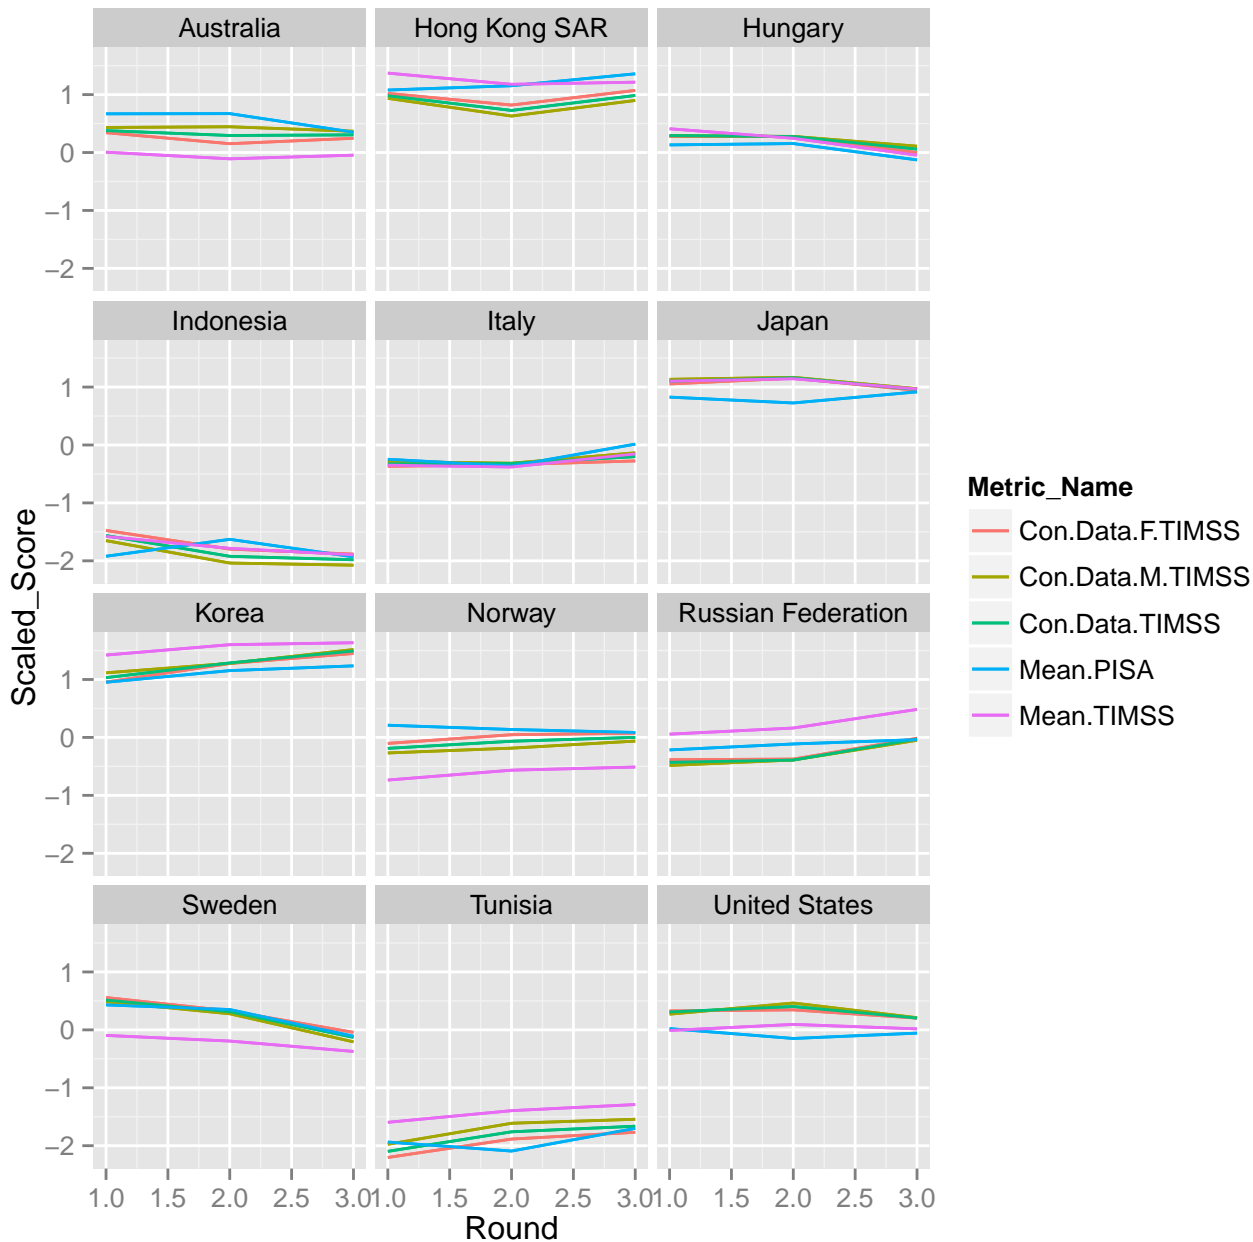 Australia Hong Kong SAR Hungary
1
0
−1
−2
Indonesia Italy Japan
1
0
−1
−2
Korea Norway Russian Federation
1
0
−1
−2
Sweden Tunisia United States
1
0
−1
−2
1.0 1.5 2.0 2.5 3.0 1.0 1.5 2.0 2.5 3.0 1.0 1.5 2.0 2.5 3.0
Round
Scaled_Score
Metric_Name
Con.Data.F.TIMSS
Con.Data.M.TIMSS
Con.Data.TIMSS
Mean.PISA
Mean.TIMSS